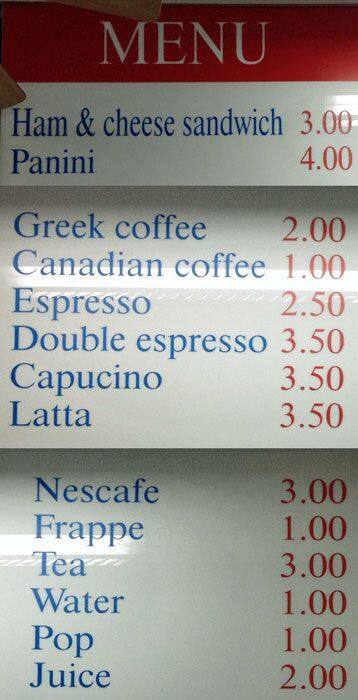 MENU
Ham & cheese sandwich 3.00
Panini 4.00
Greek coffee 2.00
Canadian coffee 1.00
Espresso 2.50
Double espresso 3.50
Capucino 3.50
Latta 3.50
Nescafe 3.00
Frappe 1.00
Tea 3.00
Water 1.00
Pop 1.00
Juice 2.00